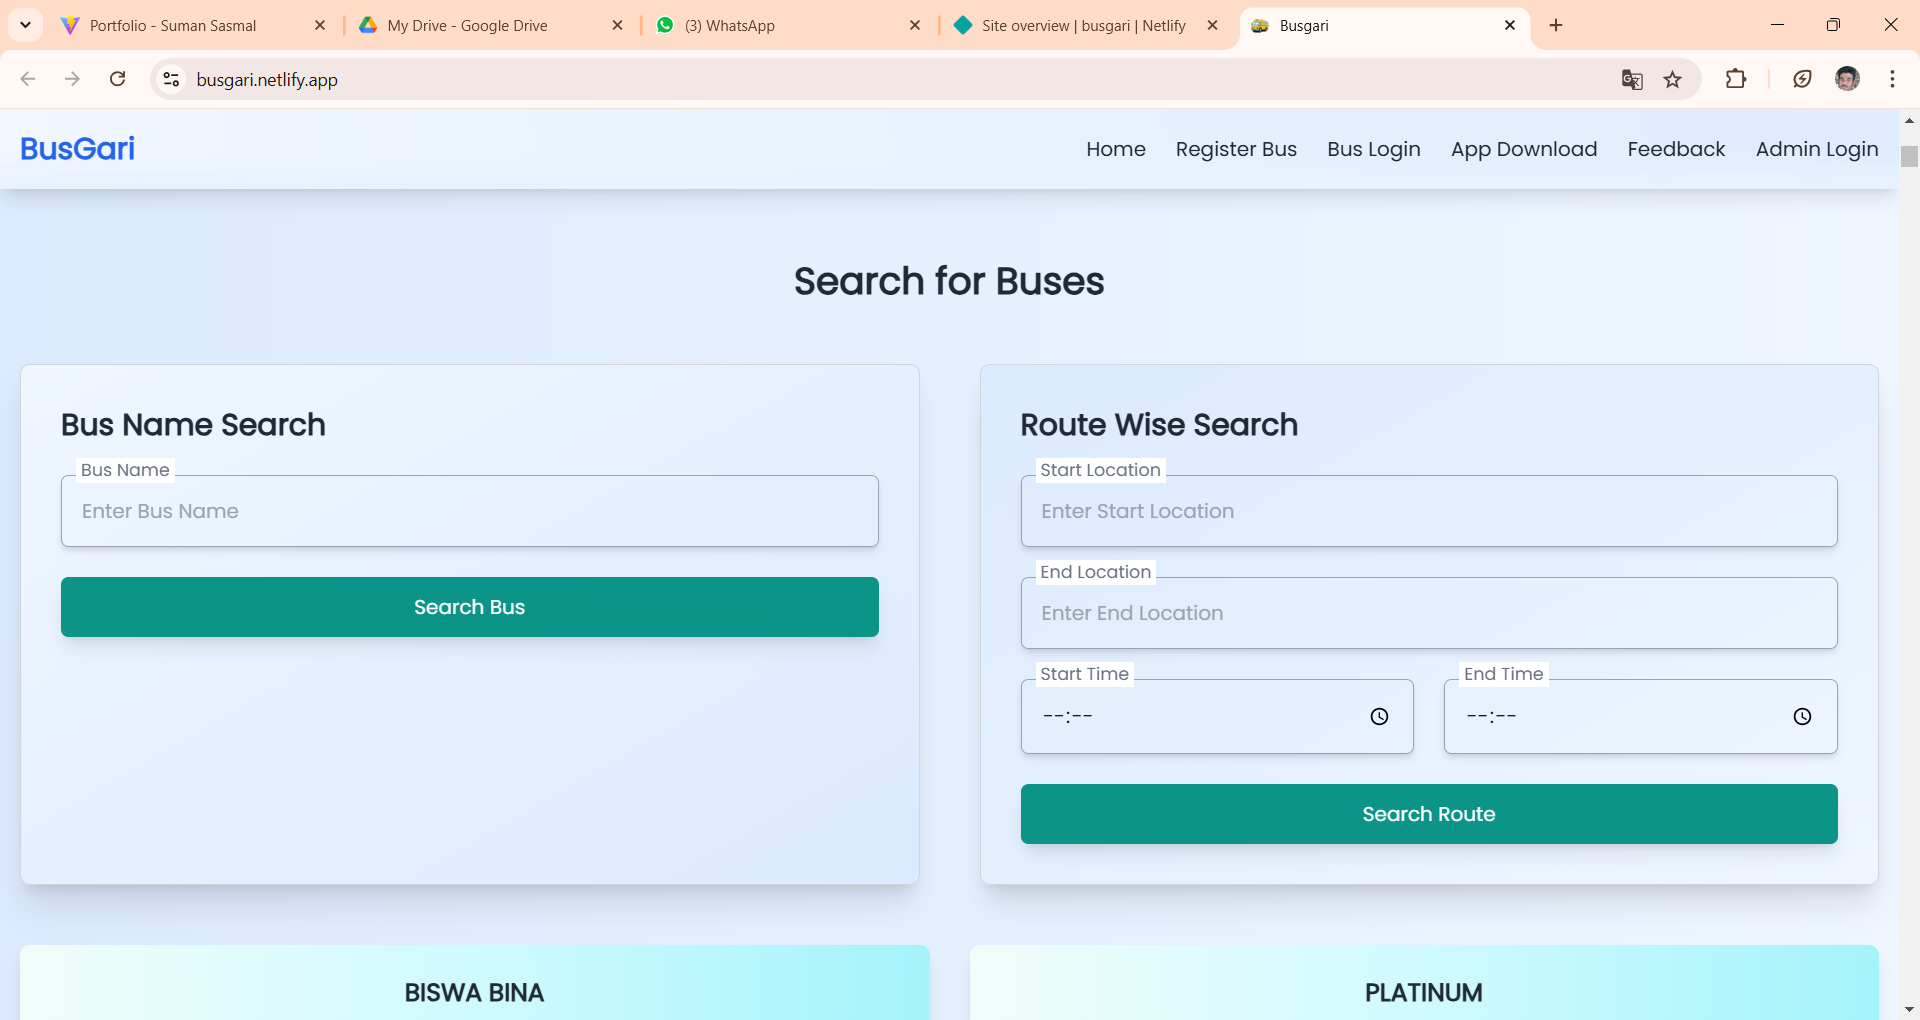 Portfolio - Suman Sasmal
My Drive - Google Drive
(3) WhatsApp
Site overview | busgari | Netlify
Busgari
busgari.netlify.app
BusGari
Home Register Bus Bus Login App Download Feedback Admin Login
Search for Buses
Bus Name Search
Bus Name
Enter Bus Name
Search Bus
Route Wise Search
Start Location
Enter Start Location
End Location
Enter End Location
Start Time End Time
--:-- --:--
Search Route
BISWA BINA
PLATINUM